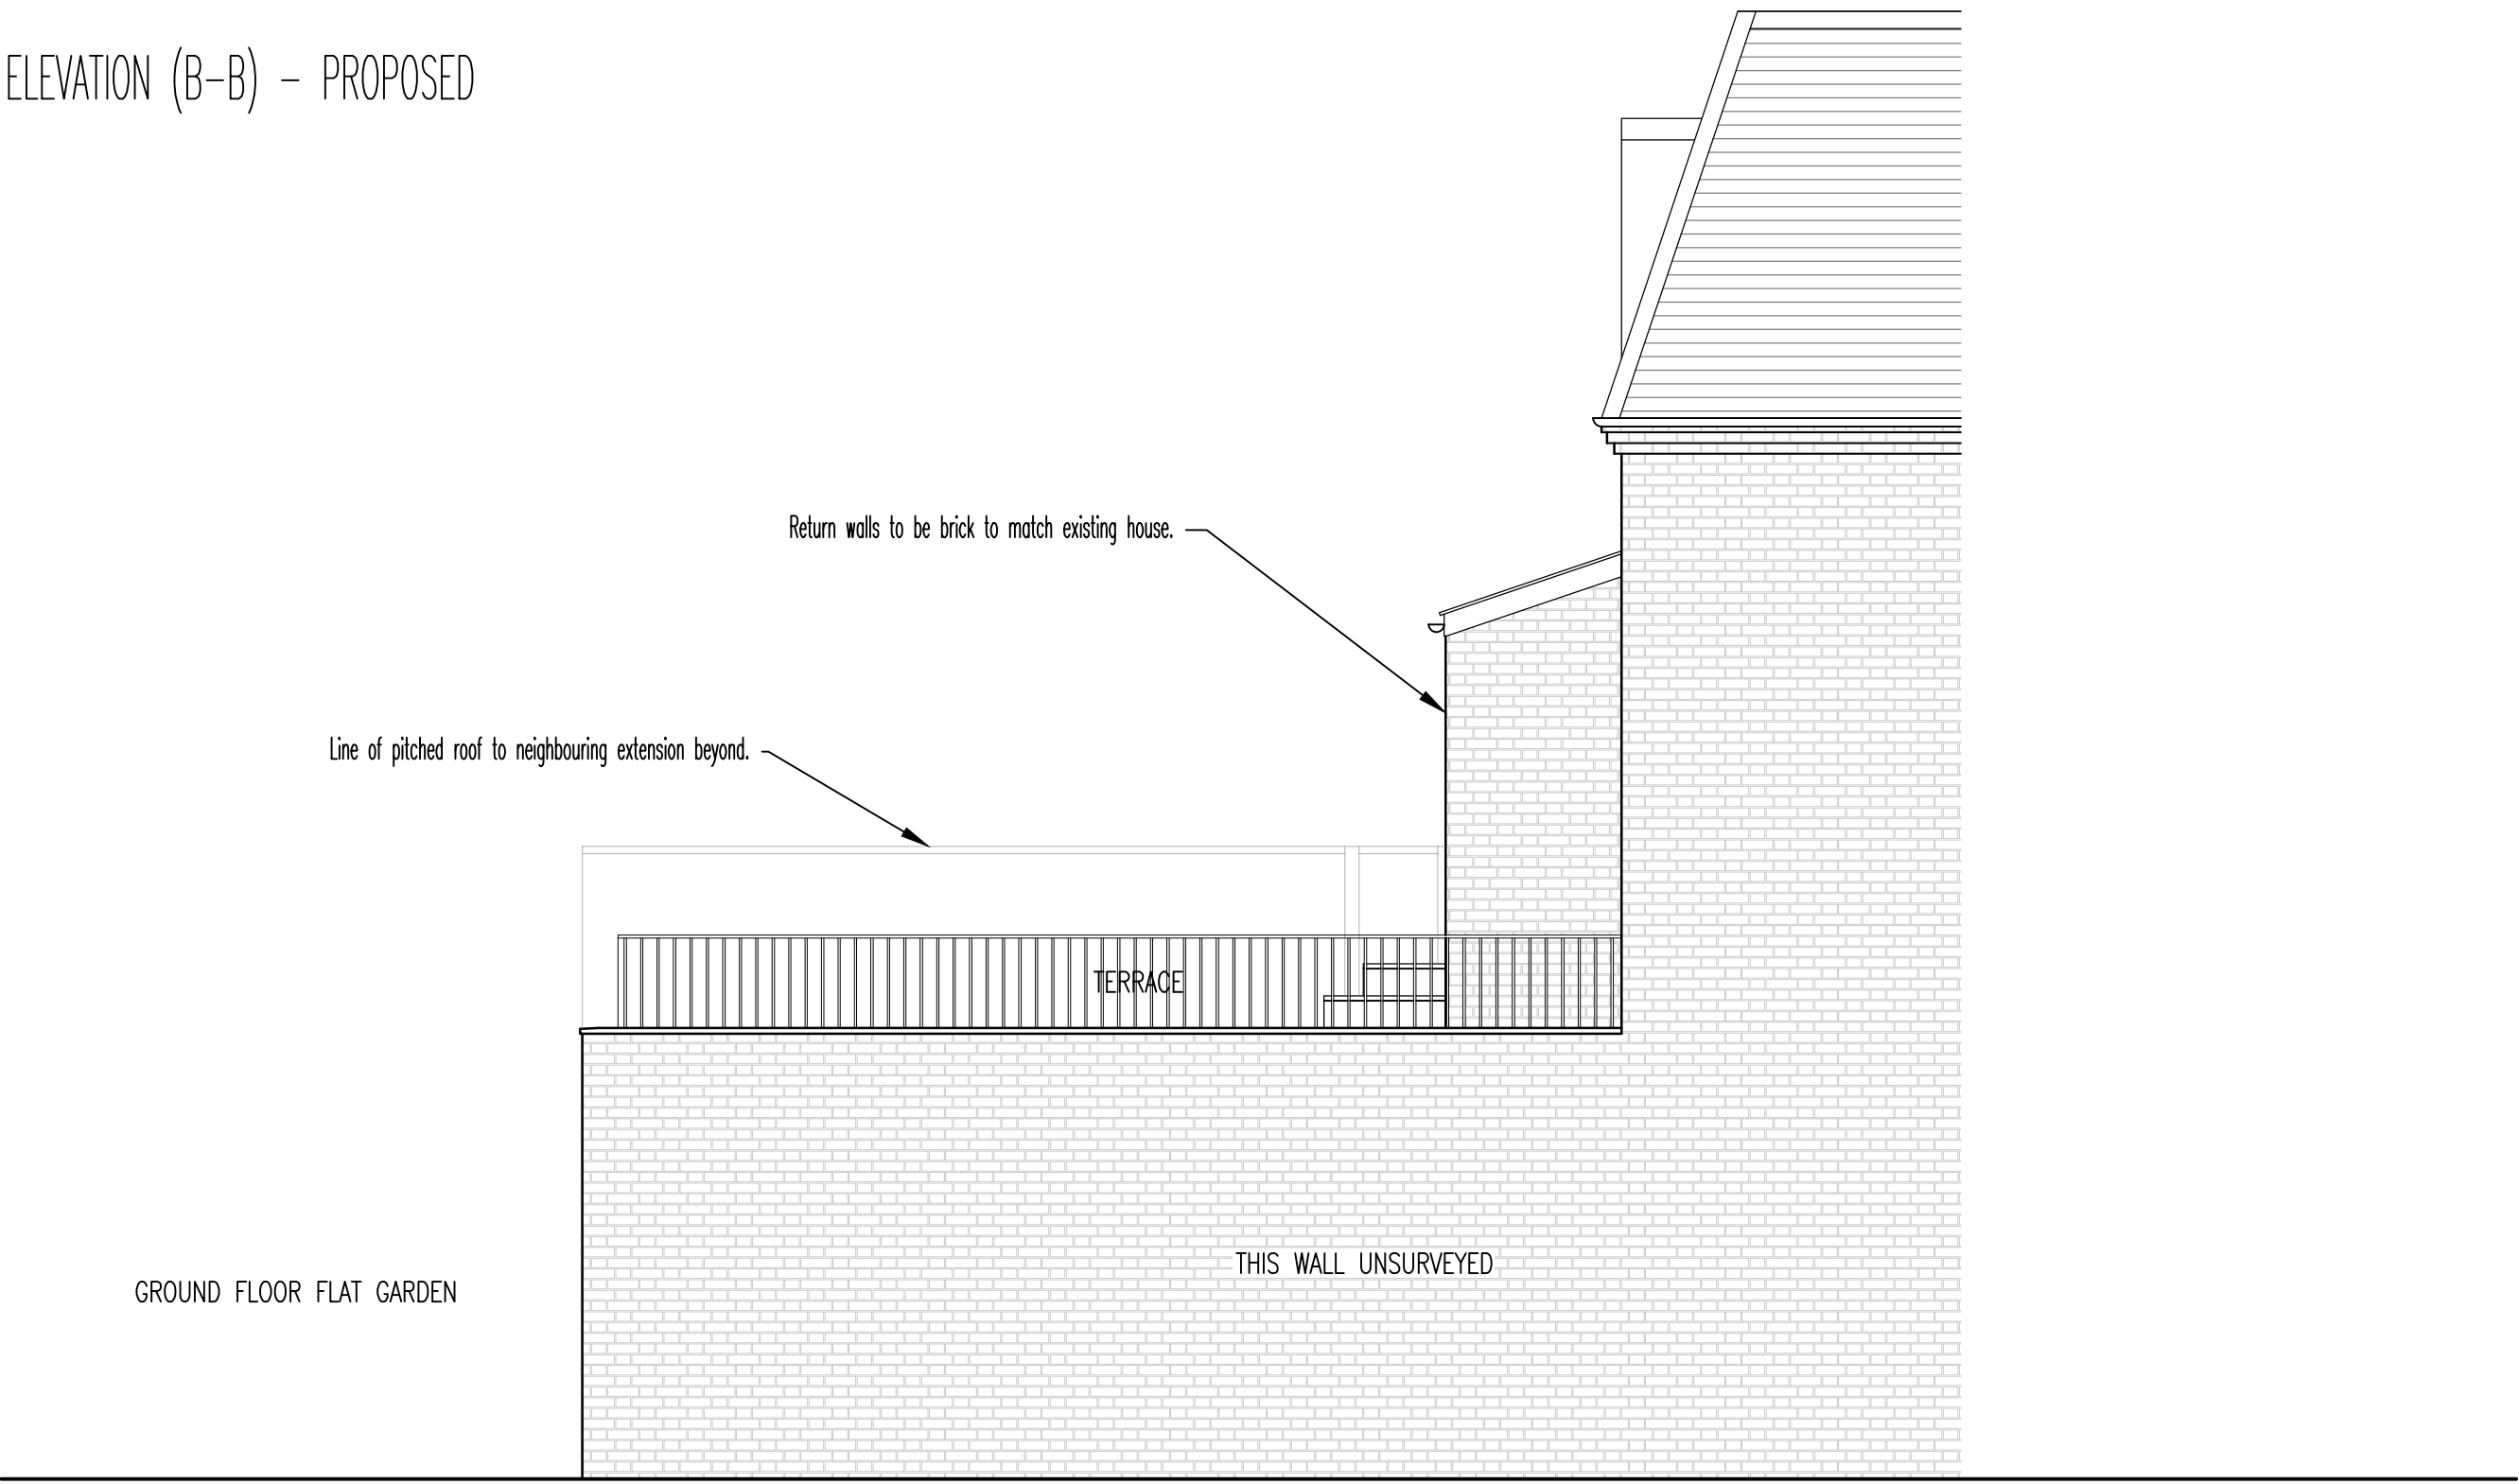 ELEVATION (B-B) - PROPOSED
Return walls to be brick to match existing house.
Line of pitched roof to neighbouring extension beyond.
TERRACE
THIS WALL UNSURVEYED
GROUND FLOOR FLAT GARDEN